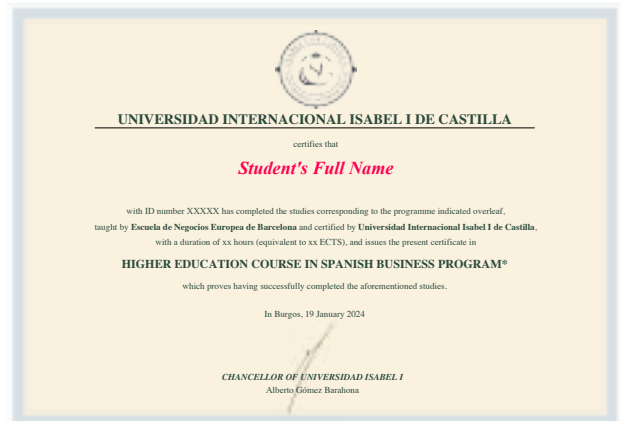 UNIVERSIDAD INTERNACIONAL ISABEL I DE CASTILLA
certifies that
Student's Full Name
with ID number XXXXX has completed the studies corresponding to the programme indicated overleaf,
taught by Escuela de Negocios Europea de Barcelona and certified by Universidad Internacional Isabel I de Castilla,
with a duration of xx hours (equivalent to xx ECTS), and issues the present certificate in
HIGHER EDUCATION COURSE IN SPANISH BUSINESS PROGRAM*
which proves having successfully completed the aforementioned studies.
In Burgos, 19 January 2024
CHANCELLOR OF UNIVERSIDAD ISABEL I
Alberto Gómez Barahona